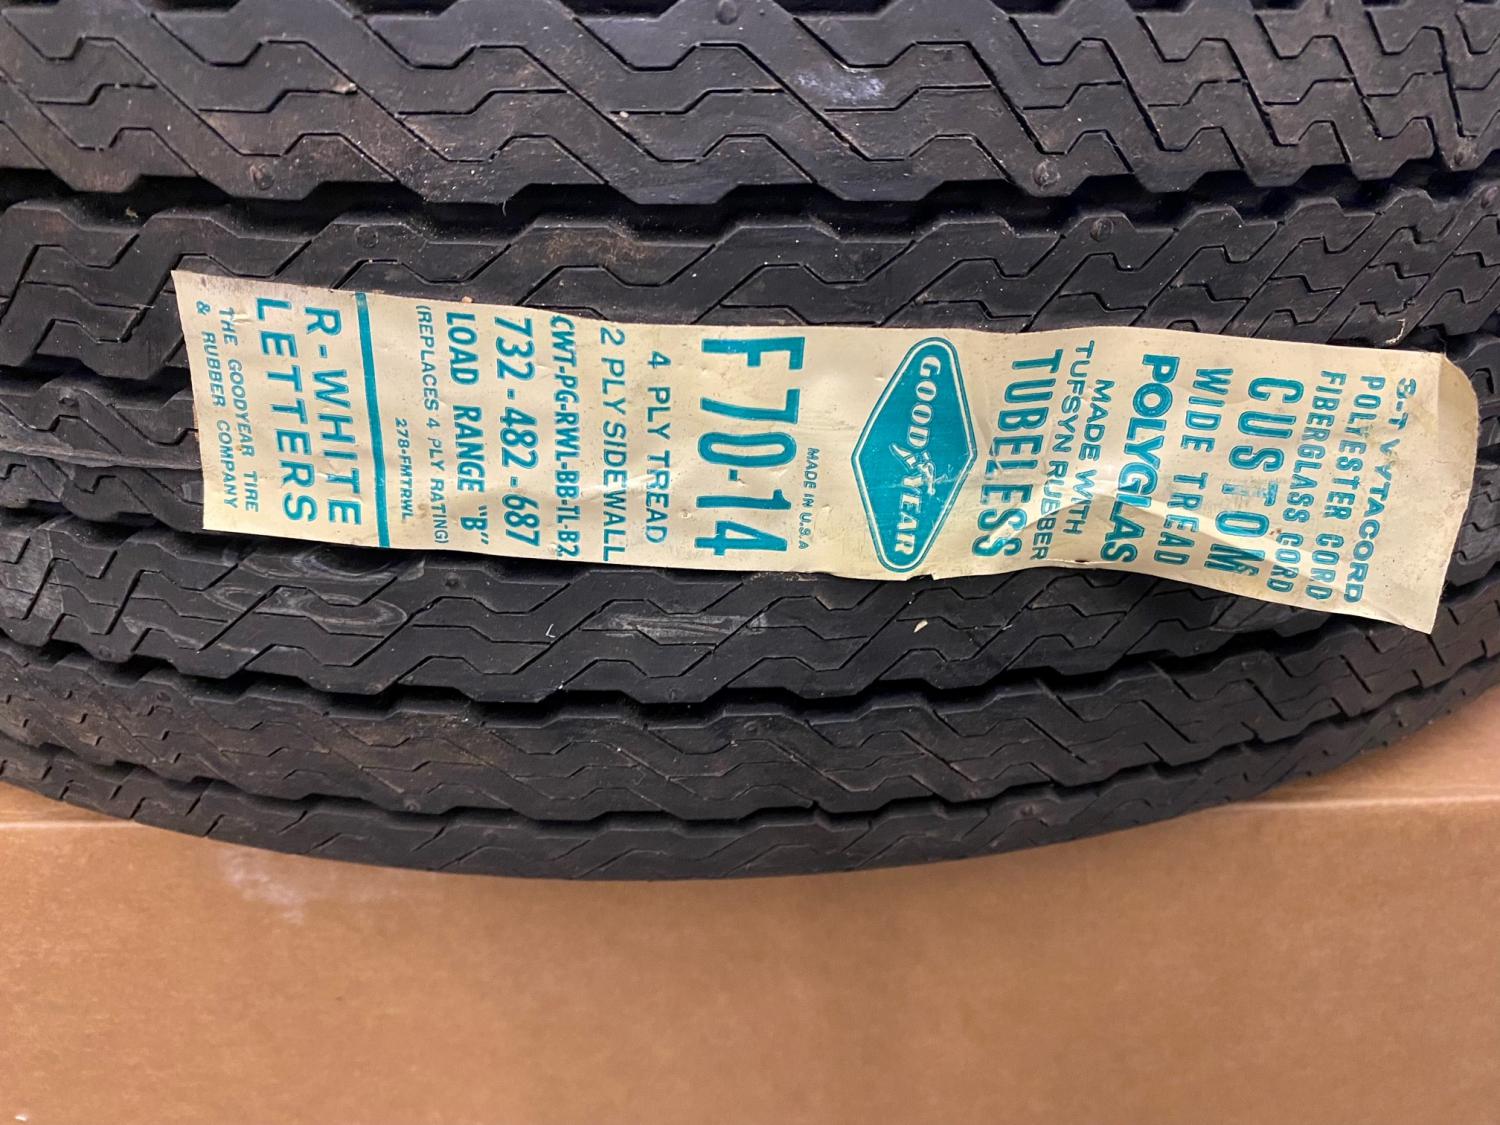 3-T VYTACORD
POLYESTER CORD
FIBERGLASS CORD
CUSTOM
WIDE TREAD
POLYGLAS
MADE WITH
TUFSYN RUBBER
TUBELESS
GOODYEAR
MADE IN U.S.A
F70-14
4 PLY TREAD
2 PLY SIDEWALL
CWT-PG-RWL-BB-TL-B2
732-482-687
LOAD RANGE "B"
(REPLACES 4 PLY RATING)
278-FMTRWL
R-WHITE
LETTERS
THE GOODYEAR TIRE
& RUBBER COMPANY